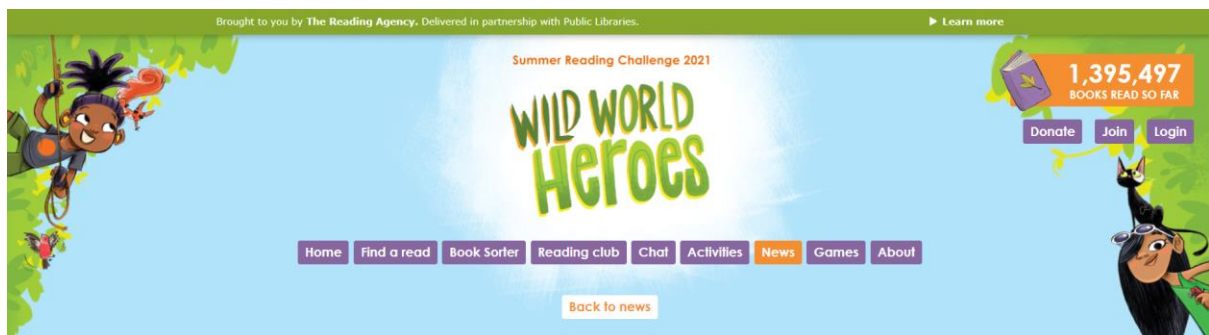 Brought to you by The Reading Agency. Delivered in partnership with Public Libraries.
▶ Learn more
Summer Reading Challenge 2021
WILD WORLD
HEROES
1,395,497
BOOKS READ SO FAR
Donate Join Login
Home Find a read Book Sorter Reading club Chat Activities News Games About
Back to news